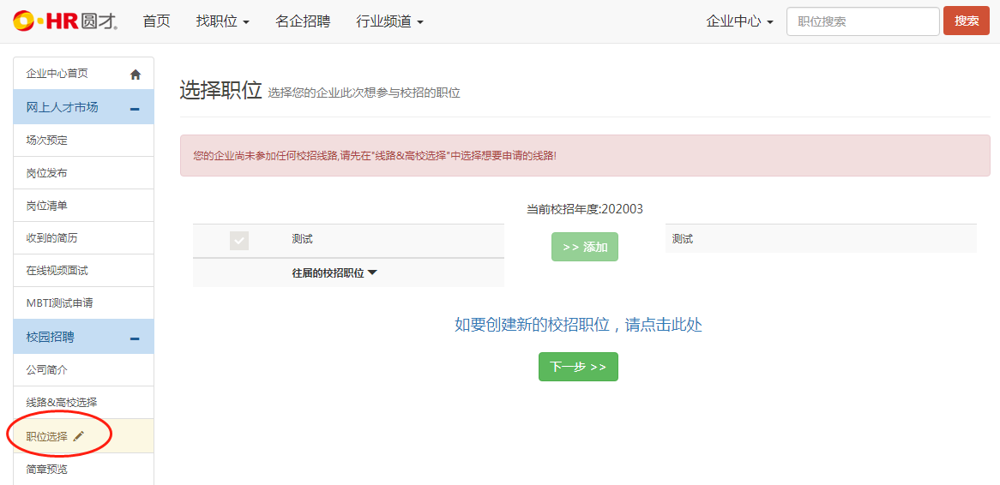 HR圆才 首页 找职位 名企招聘 行业频道 企业中心 职位搜索 搜索
企业中心首页
网上人才市场
场次预定
岗位发布
岗位清单
收到的简历
在线视频面试
MBTI测试申请
校园招聘
公司简介
线路&高校选择
职位选择
简章预览
选择职位 选择您的企业此次想参与校招的职位
您的企业尚未参加任何校招线路,请先在"线路&高校选择"中选择想要申请的线路!
当前校招年度:202003
测试
往届的校招职位
>> 添加
测试
如要创建新的校招职位，请点击此处
下一步 >>